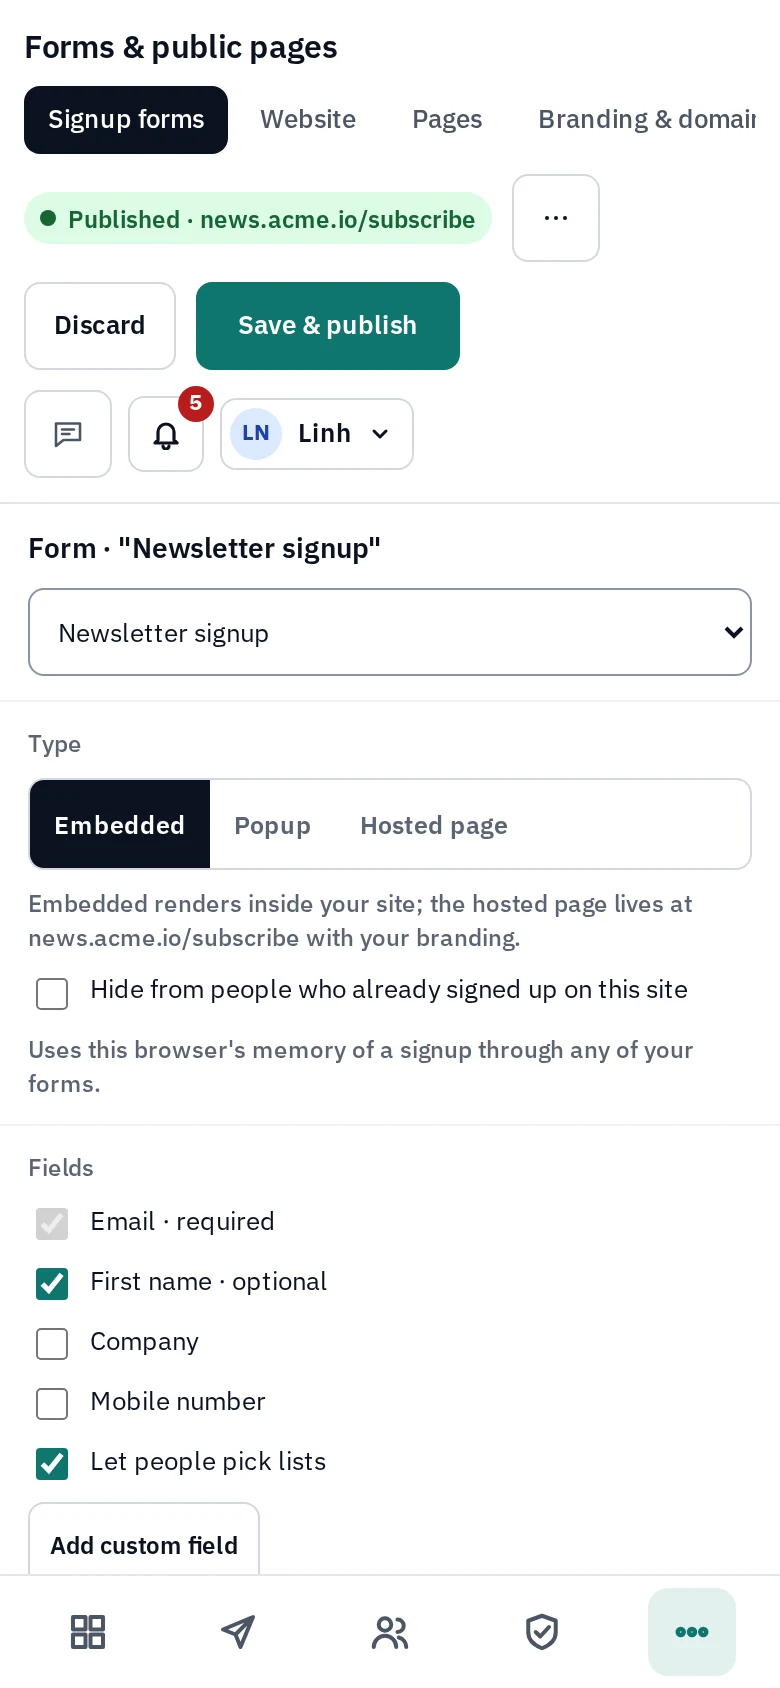 Forms & public pages
Signup forms Website Pages Branding & domain
Published · news.acme.io/subscribe ...
Discard Save & publish
5
LN Linh
Form · "Newsletter signup"
Newsletter signup
Type
Embedded Popup Hosted page
Embedded renders inside your site; the hosted page lives at
news.acme.io/subscribe with your branding.
Hide from people who already signed up on this site
Uses this browser's memory of a signup through any of your
forms.
Fields
Email · required
First name · optional
Company
Mobile number
Let people pick lists
Add custom field